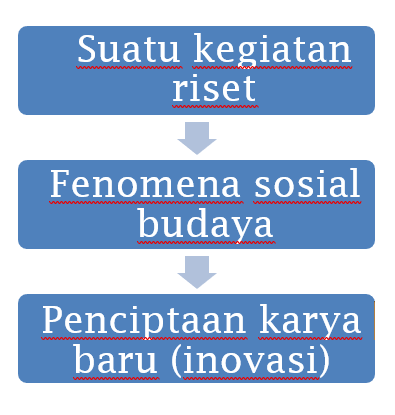 Suatu kegiatan
riset
Fenomena sosial
budaya
Penciptaan karya
baru (inovasi)